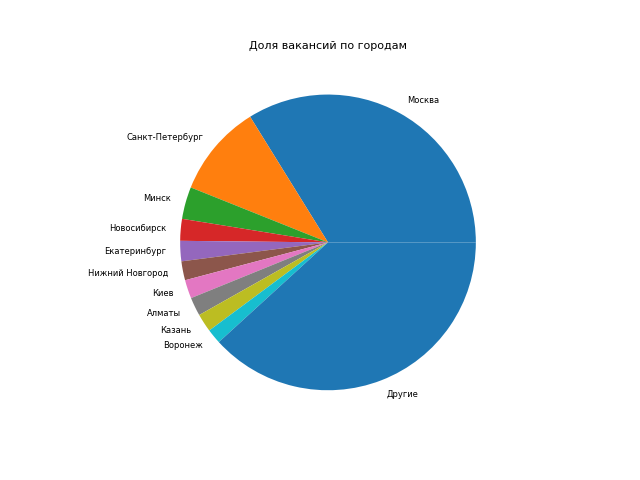 Доля вакансий по городам
Москва
Санкт-Петербург
Минск
Новосибирск
Екатеринбург
Нижний Новгород
Киев
Алматы
Казань
Воронеж
Другие